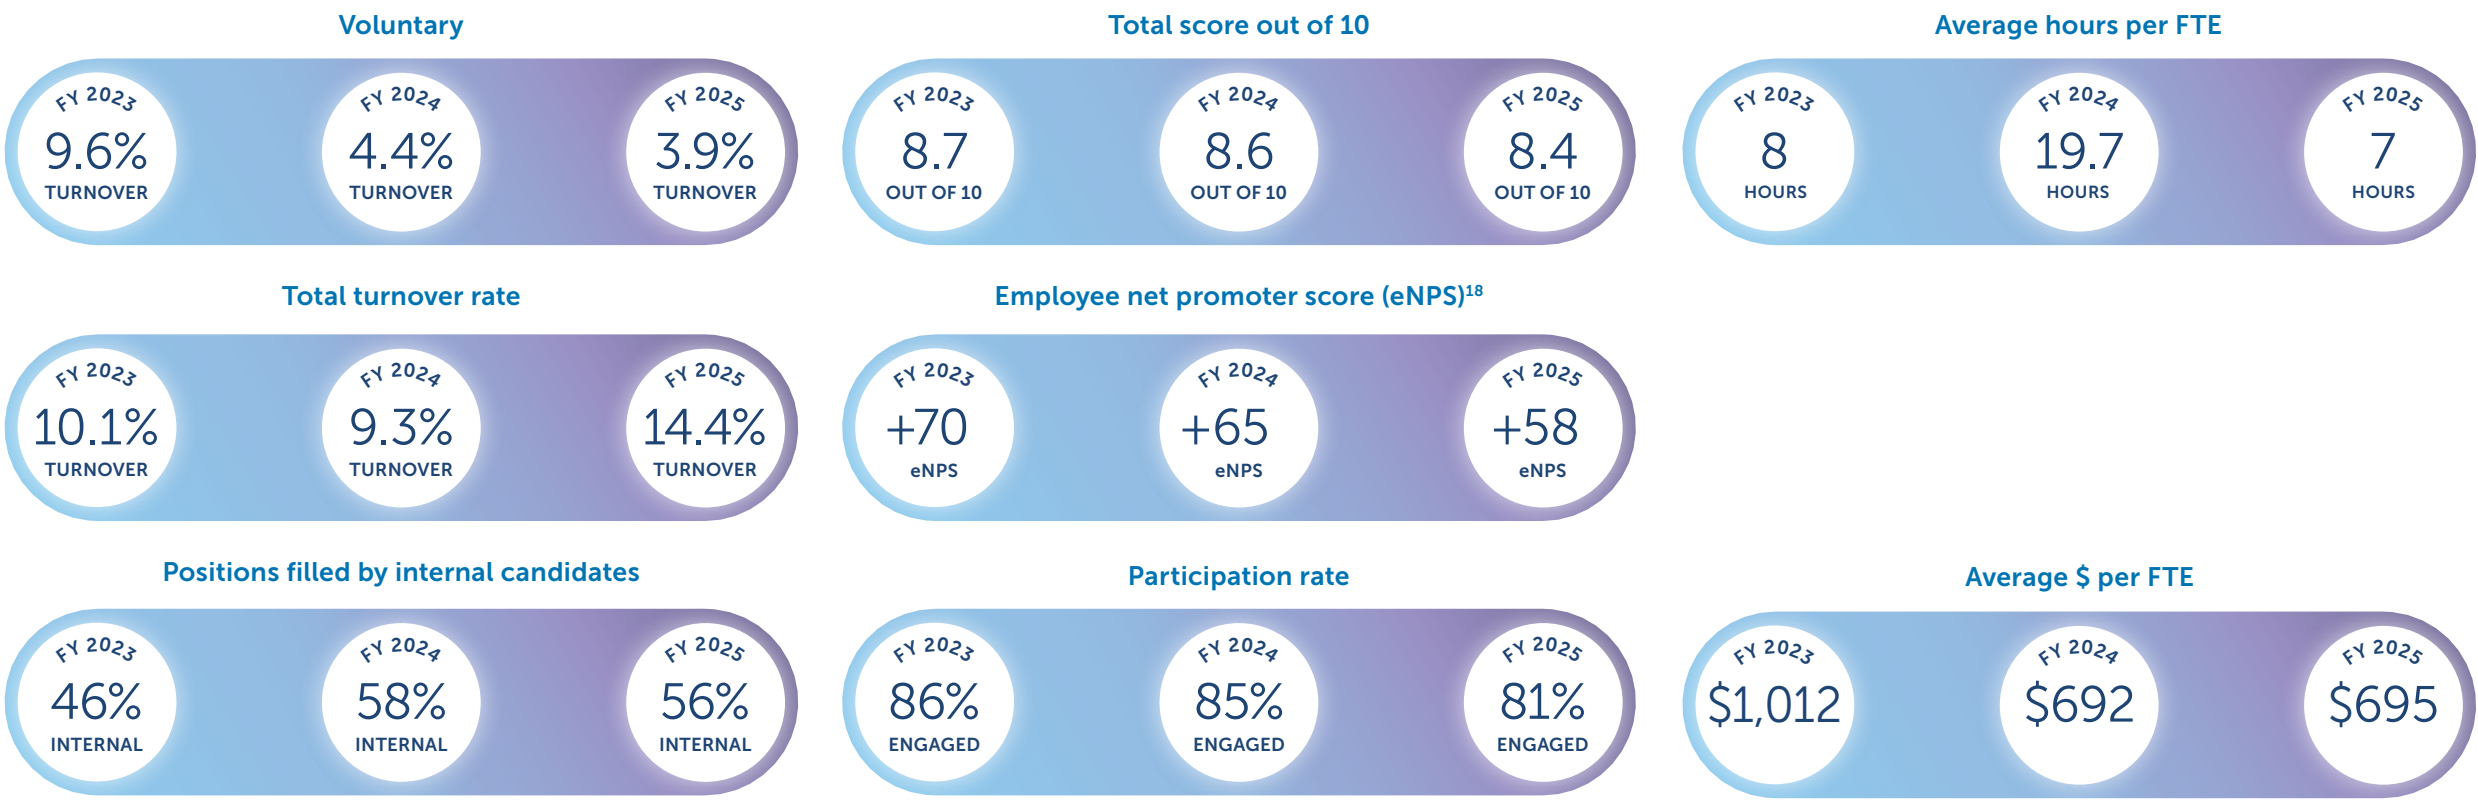 Voluntary
FY 2023
9.6%
TURNOVER
FY 2024
4.4%
TURNOVER
FY 2025
3.9%
TURNOVER
Total score out of 10
FY 2023
8.7
OUT OF 10
FY 2024
8.6
OUT OF 10
FY 2025
8.4
OUT OF 10
Average hours per FTE
FY 2023
8
HOURS
FY 2024
19.7
HOURS
FY 2025
7
HOURS
Total turnover rate
FY 2023
10.1%
TURNOVER
FY 2024
9.3%
TURNOVER
FY 2025
14.4%
TURNOVER
Employee net promoter score (eNPS)¹⁸
FY 2023
+70
eNPS
FY 2024
+65
eNPS
FY 2025
+58
eNPS
Positions filled by internal candidates
FY 2023
46%
INTERNAL
FY 2024
58%
INTERNAL
FY 2025
56%
INTERNAL
Participation rate
FY 2023
86%
ENGAGED
FY 2024
85%
ENGAGED
FY 2025
81%
ENGAGED
Average $ per FTE
FY 2023
$1,012
FY 2024
$692
FY 2025
$695